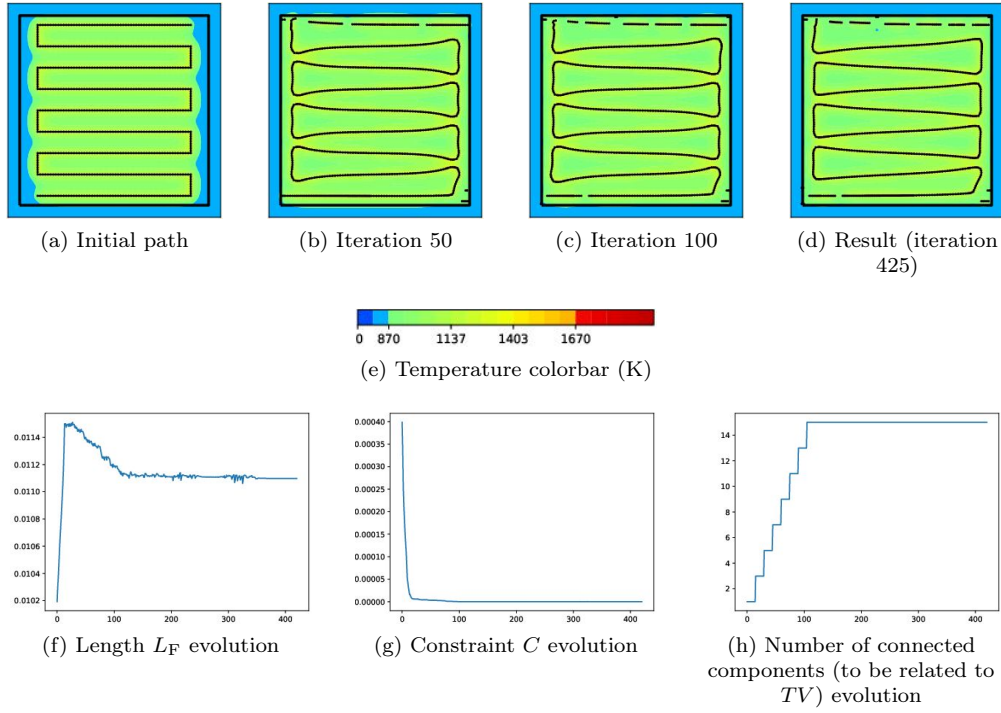 (a) Initial path
(b) Iteration 50
(c) Iteration 100
(d) Result (iteration
425)
0 870 1137 1403 1670
(e) Temperature colorbar (K)
0.0114
0.0112
0.0110
0.0108
0.0106
0.0104
0.0102
0 100 200 300 400
(f) Length L_F evolution
0.00040
0.00035
0.00030
0.00025
0.00020
0.00015
0.00010
0.00005
0.00000
0 100 200 300 400
(g) Constraint C evolution
14
12
10
8
6
4
2
0 100 200 300 400
(h) Number of connected
components (to be related to
TV) evolution